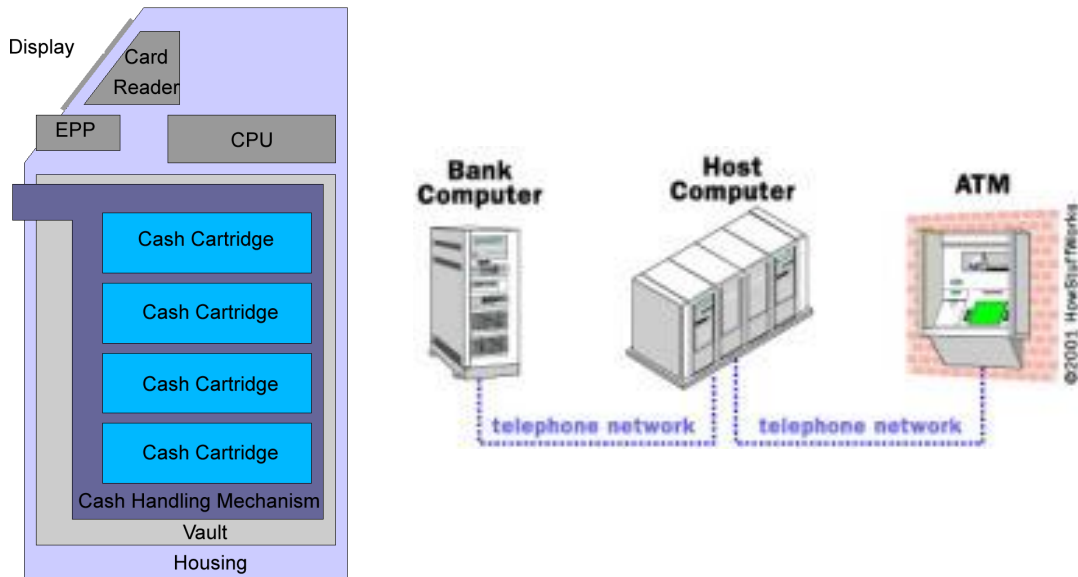 Display
Card
Reader
EPP
CPU
Cash Cartridge
Cash Cartridge
Cash Cartridge
Cash Cartridge
Cash Handling Mechanism
Vault
Housing
Bank
Computer
Host
Computer
ATM
telephone network
telephone network
©2001 HowStuffWorks